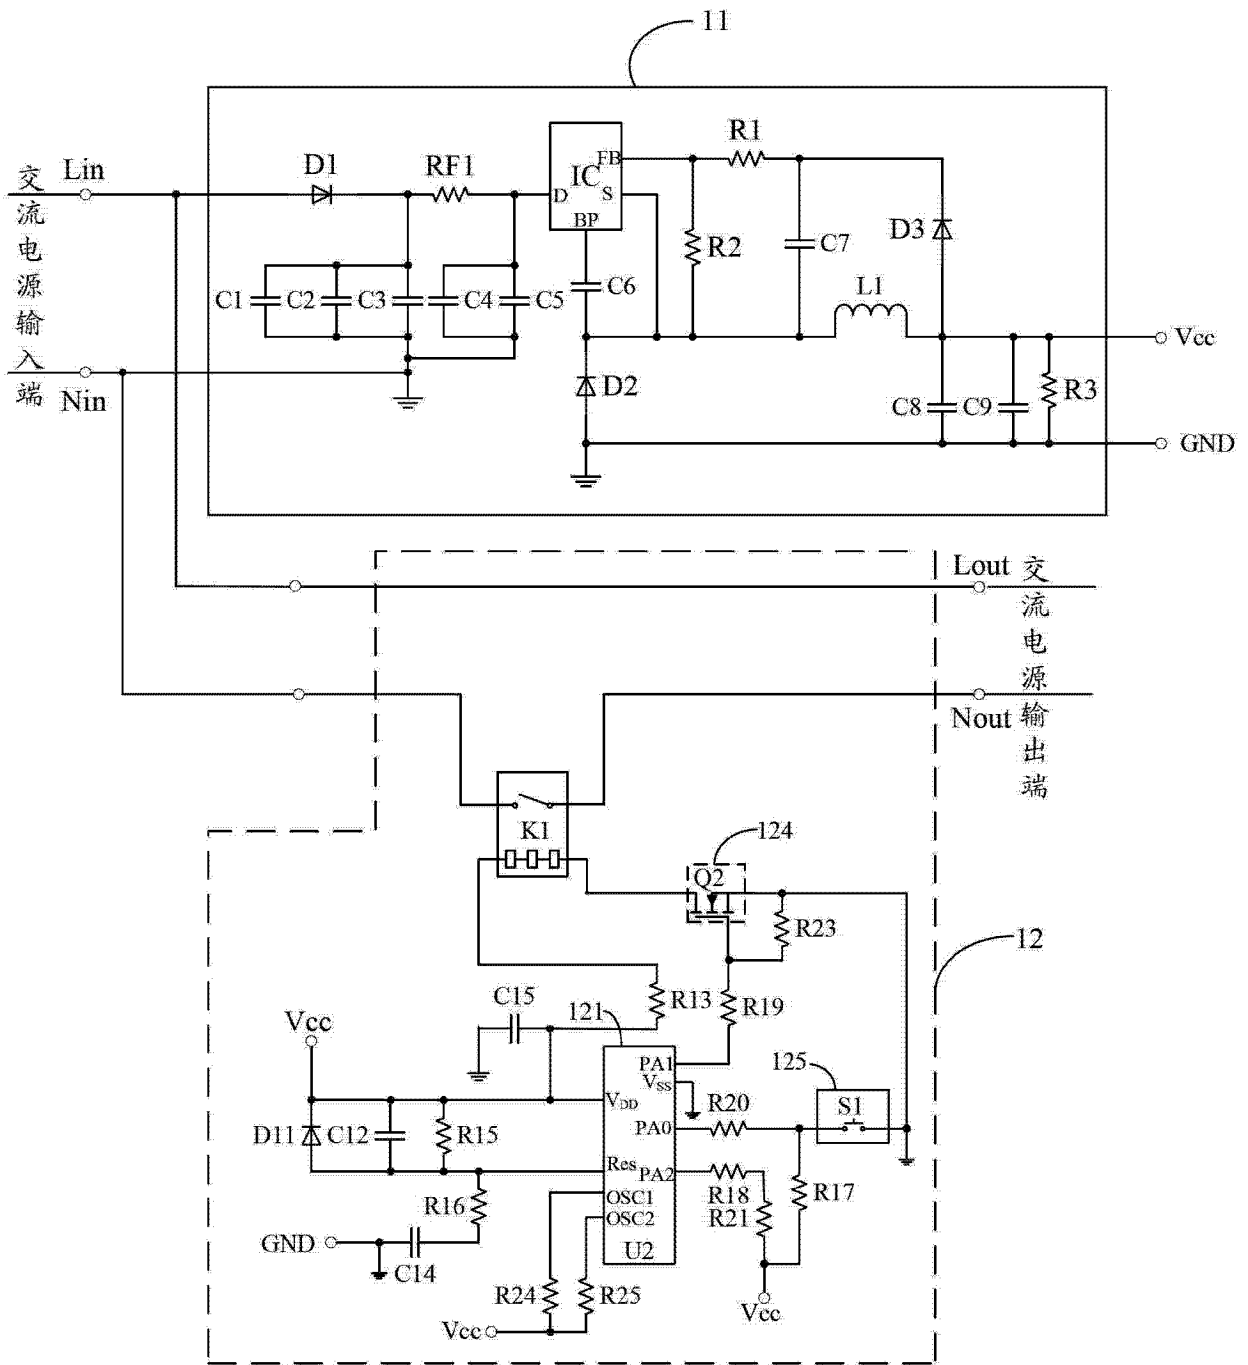 11
交流电源输入端
Lin
Nin
D1
RF1
D
IC
FB
S
BP
R1
R2
C7
D3
L1
C1
C2
C3
C4
C5
C6
D2
C8
C9
R3
Vcc
GND
Lout
Nout
交流电源输出端
K1
124
Q2
R23
12
C15
R13
R19
121
125
Vcc
PA1
VSS
VDD
R20
S1
PA0
D11
C12
R15
Res
PA2
R18
R17
R16
OSC1
OSC2
R21
GND
C14
U2
R24
R25
Vcc
Vcc